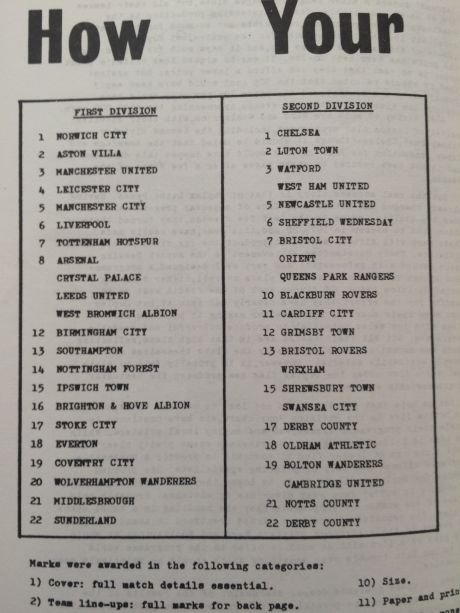 How Your
FIRST DIVISION
1 NORWICH CITY
2 ASTON VILLA
3 MANCHESTER UNITED
4 LEICESTER CITY
5 MANCHESTER CITY
6 LIVERPOOL
7 TOTTENHAM HOTSPUR
8 ARSENAL
CRYSTAL PALACE
LEEDS UNITED
WEST BROMWICH ALBION
12 BIRMINGHAM CITY
13 SOUTHAMPTON
14 NOTTINGHAM FOREST
15 IPSWICH TOWN
16 BRIGHTON & HOVE ALBION
17 STOKE CITY
18 EVERTON
19 COVENTRY CITY
20 WOLVERHAMPTON WANDERERS
21 MIDDLESBROUGH
22 SUNDERLAND
SECOND DIVISION
1 CHELSEA
2 LUTON TOWN
3 WATFORD
WEST HAM UNITED
5 NEWCASTLE UNITED
6 SHEFFIELD WEDNESDAY
7 BRISTOL CITY
ORIENT
QUEENS PARK RANGERS
10 BLACKBURN ROVERS
11 CARDIFF CITY
12 GRIMSBY TOWN
13 BRISTOL ROVERS
WREXHAM
15 SHREWSBURY TOWN
SWANSEA CITY
17 DERBY COUNTY
18 OLDHAM ATHLETIC
19 BOLTON WANDERERS
CAMBRIDGE UNITED
21 NOTTS COUNTY
22 DERBY COUNTY
Marks were awarded in the following categories:
1) Cover: full match details essential.
2) Team line-ups: full marks for back page.
10) Size.
11) Paper and